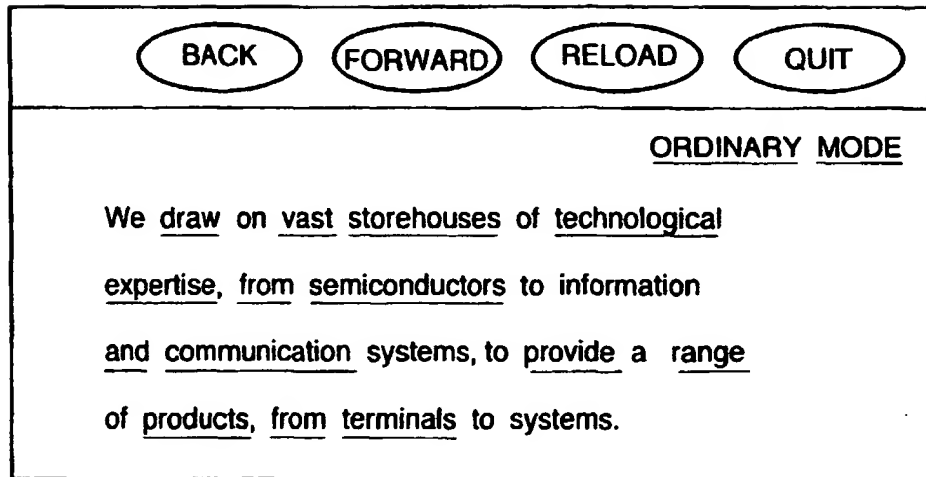 BACK FORWARD RELOAD QUIT
ORDINARY MODE
We draw on vast storehouses of technological
expertise, from semiconductors to information
and communication systems, to provide a range
of products, from terminals to systems.